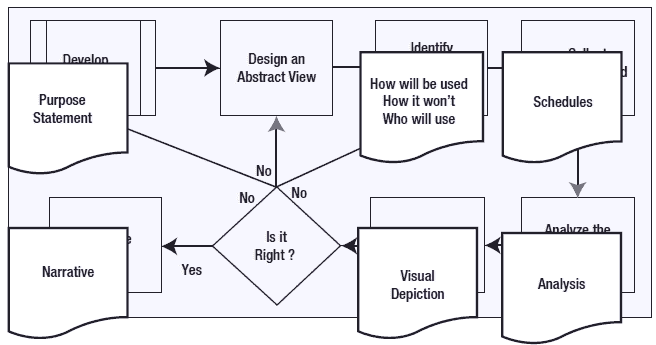 Develop
Purpose
Statement
Design an
Abstract View
Identify
How will be used
How it won't
Who will use
Schedules
No
No
No
Is it
Right ?
Yes
Narrative
Visual
Depiction
Analyze the
Analysis